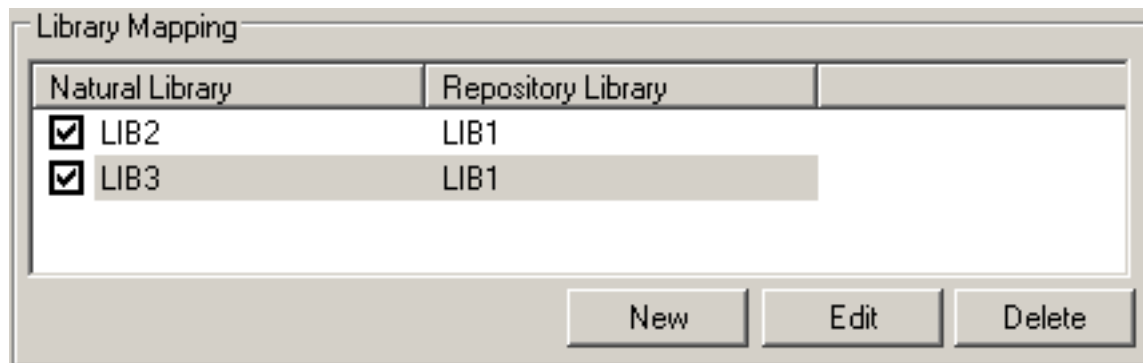 Library Mapping
Natural Library Repository Library
LIB2 LIB1
LIB3 LIB1
New Edit Delete